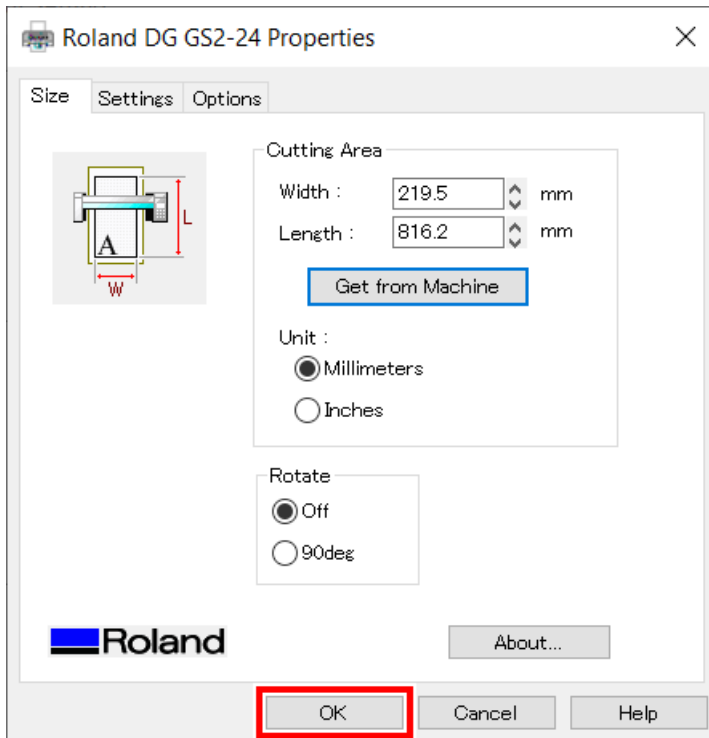 Roland DG GS2-24 Properties
Size Settings Options
Cutting Area
Width : 219.5 mm
Length : 816.2 mm
Get from Machine
Unit :
Millimeters
Inches
A
L
W
Rotate
Off
90deg
Roland
About...
OK Cancel Help